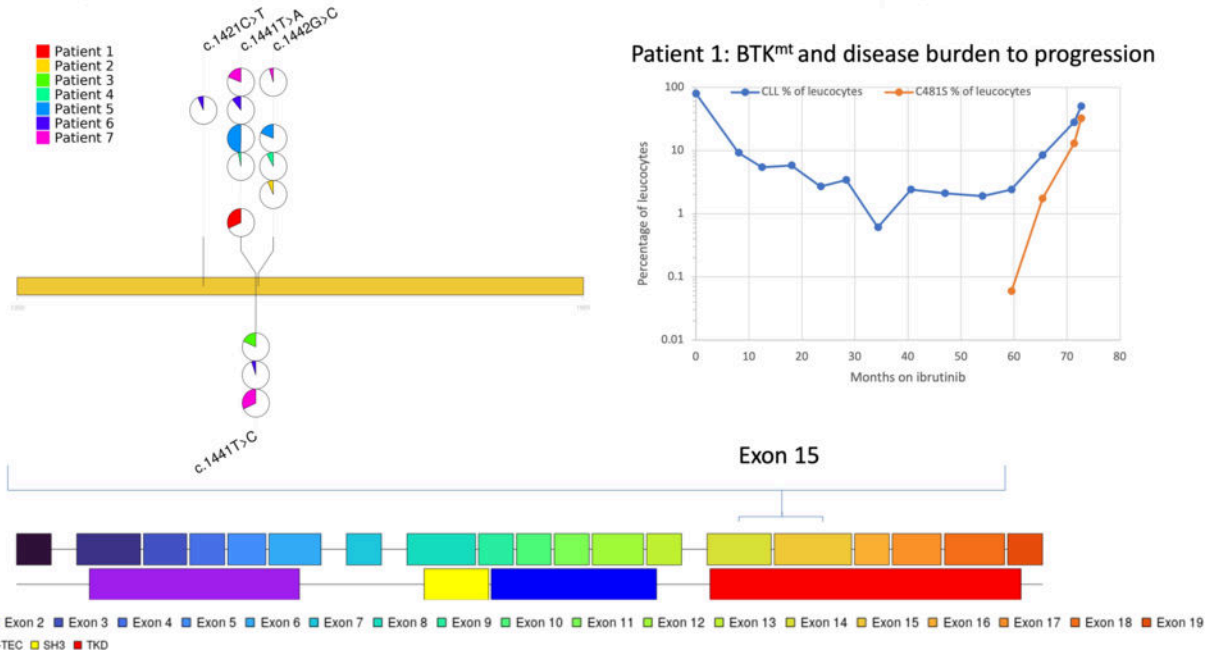 c.1421C>T
c.1441T>A
c.1442G>C
Patient 1
Patient 2
Patient 3
Patient 4
Patient 5
Patient 6
Patient 7
c.1441T>C
Patient 1: BTKmt and disease burden to progression
CLL % of leucocytes
C481S % of leucocytes
100
10
1
0.1
0.01
Percentage of leucocytes
0 10 20 30 40 50 60 70 80
Months on ibrutinib
Exon 15
Exon 2 Exon 3 Exon 4 Exon 5 Exon 6 Exon 7 Exon 8 Exon 9 Exon 10 Exon 11 Exon 12 Exon 13 Exon 14 Exon 15 Exon 16 Exon 17 Exon 18 Exon 19
-TEC SH3 TKD